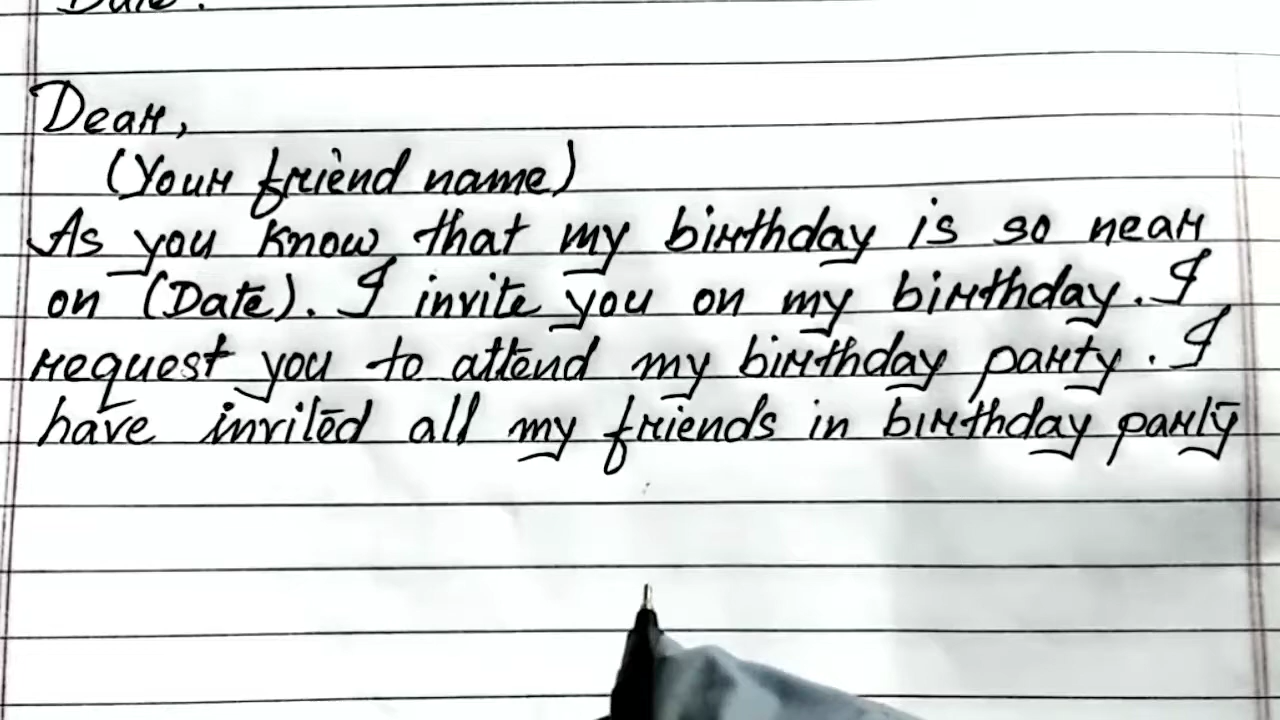 Date :
Dear,
(Your friend name)
As you know that my birthday is so near
on (Date). I invite you on my birthday. I
request you to attend my birthday party. I
have invited all my friends in birthday party